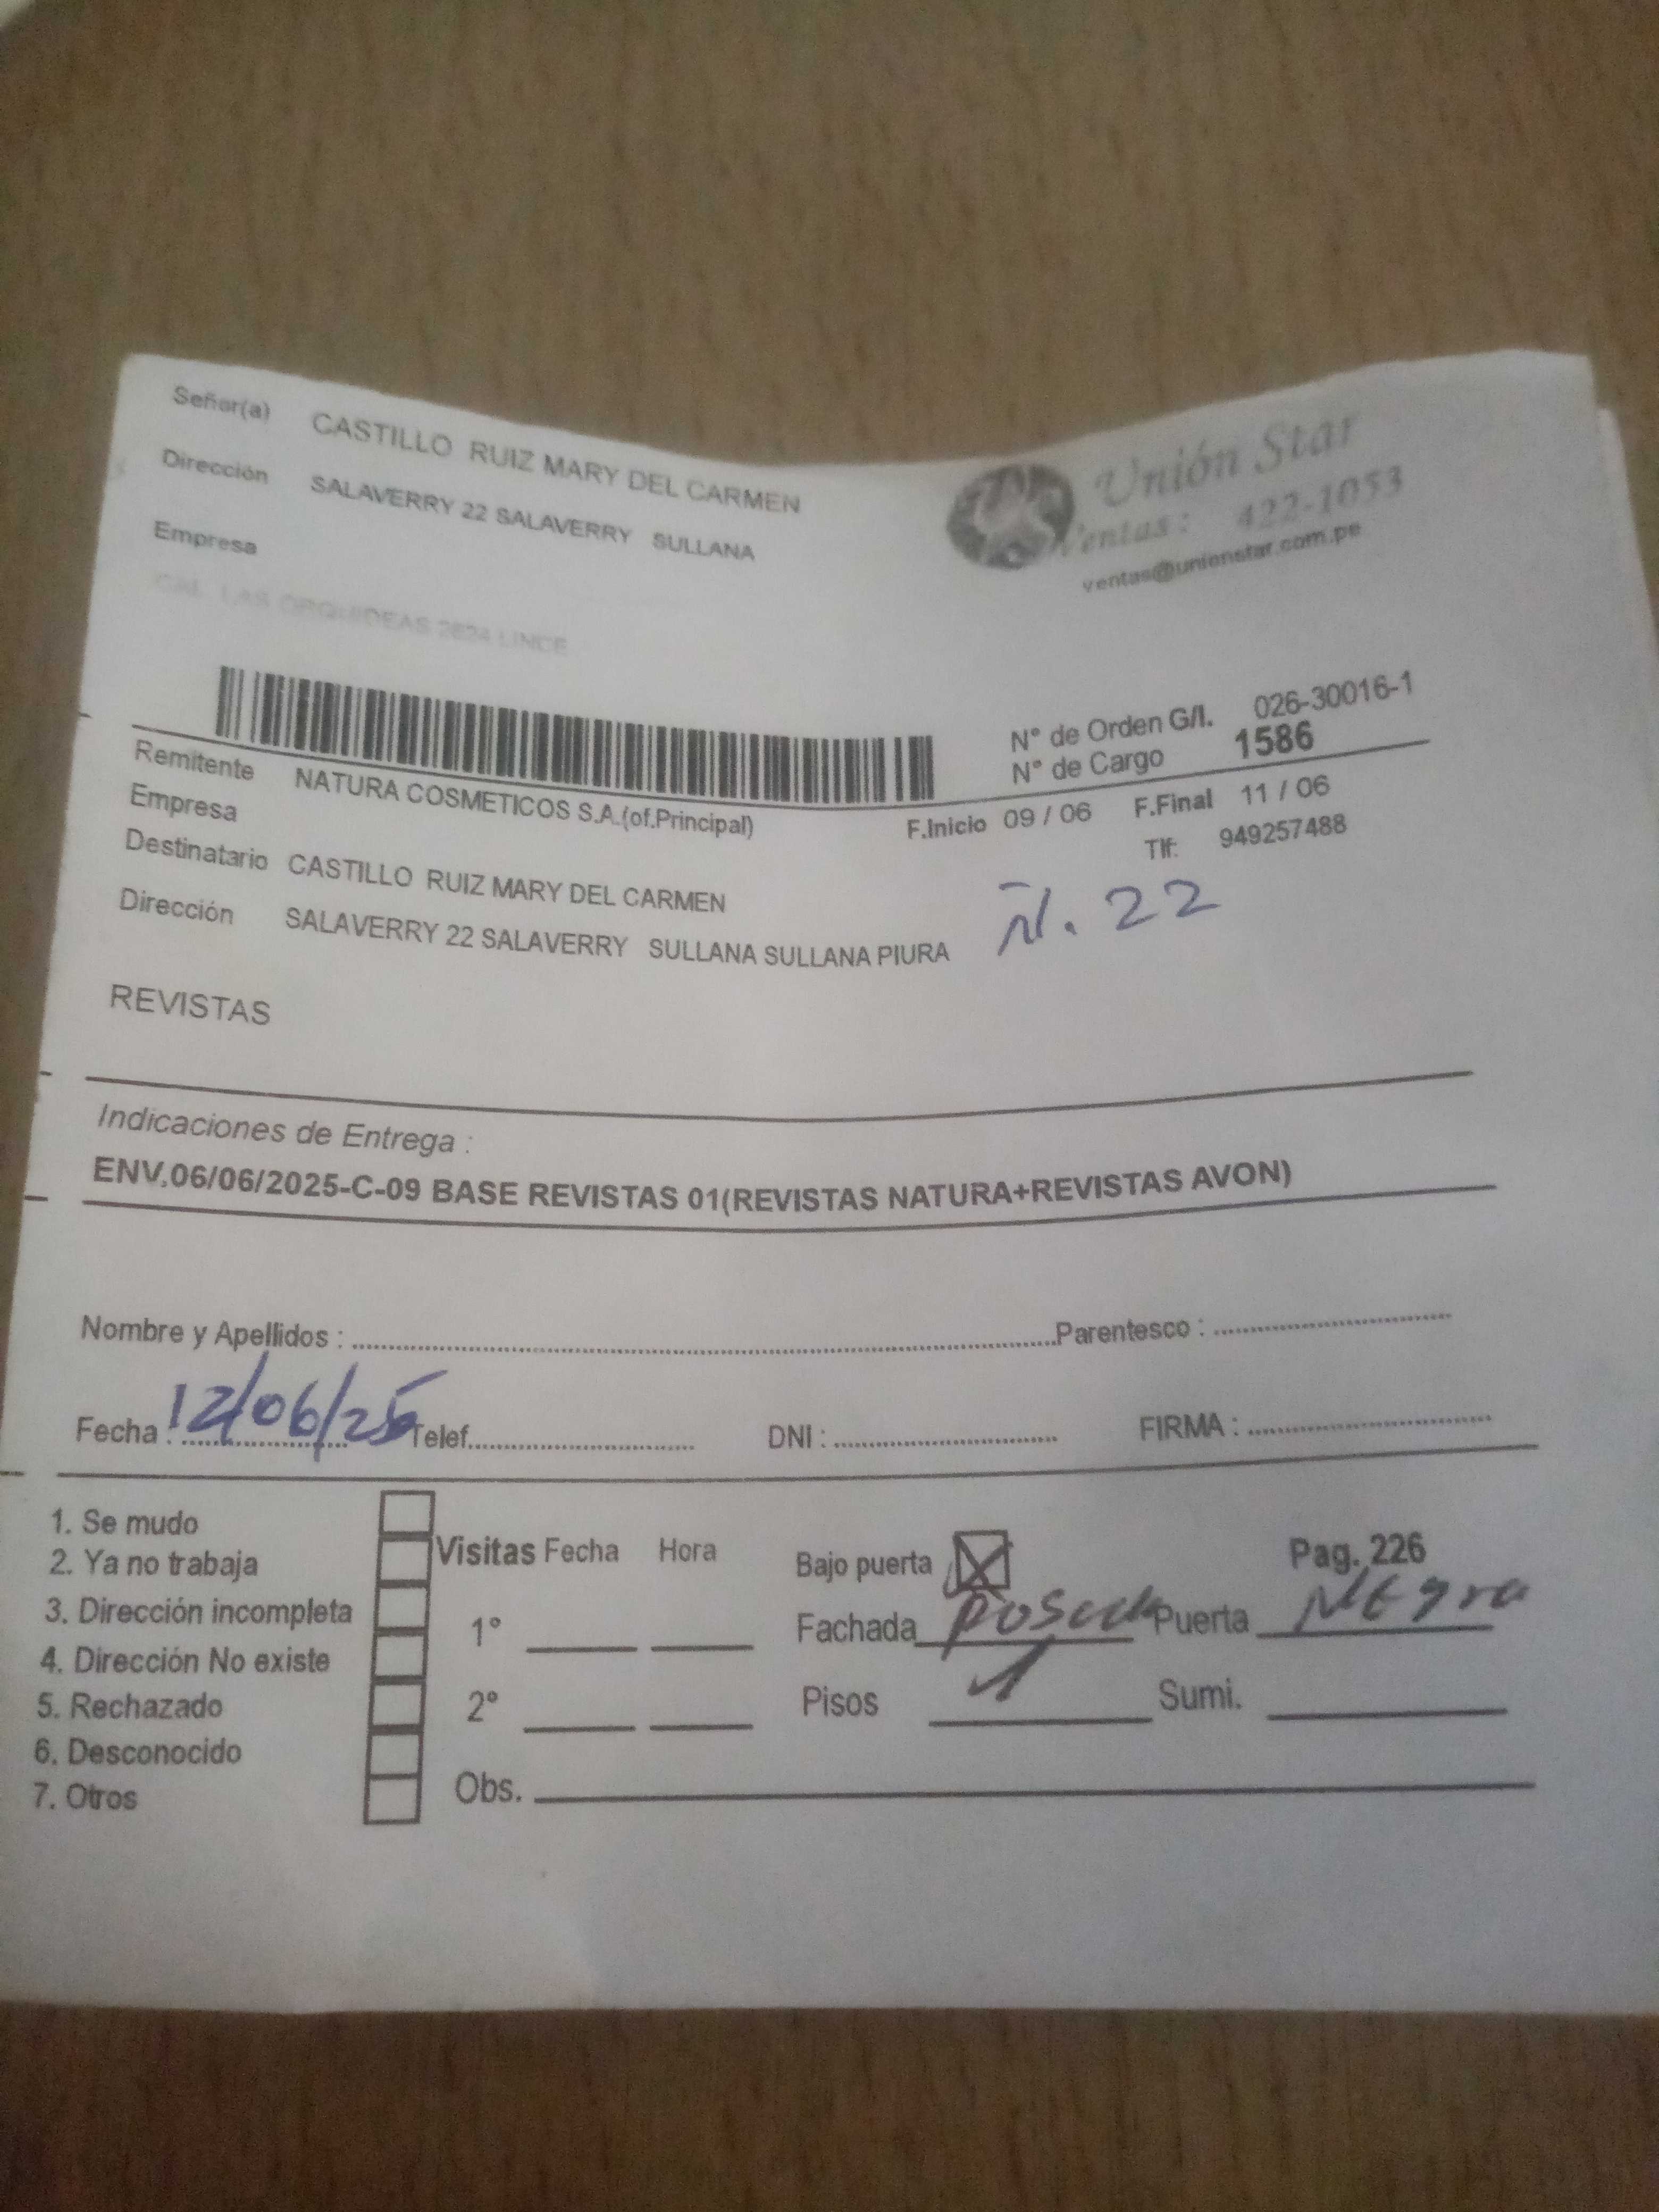 Señor(a) CASTILLO RUIZ MARY DEL CARMEN
Dirección SALAVERRY 22 SALAVERRY SULLANA
Empresa
CAL. LAS ORQUIDEAS 2624 LINCE
Unión Star
Ventas : 422-1053
ventas@unionstar.com.pe
N° de Orden G/I. 026-30016-1
N° de Cargo 1586
Remitente NATURA COSMETICOS S.A.(of.Principal)
F.Inicio 09 / 06 F.Final 11 / 06
Empresa
Tlf: 949257488
Destinatario CASTILLO RUIZ MARY DEL CARMEN
Dirección SALAVERRY 22 SALAVERRY SULLANA SULLANA PIURA
N. 22
REVISTAS
Indicaciones de Entrega :
ENV.06/06/2025-C-09 BASE REVISTAS 01(REVISTAS NATURA+REVISTAS AVON)
Nombre y Apellidos : Parentesco :
Fecha : 12/06/25 Telef. DNI : FIRMA :
1. Se mudo
2. Ya no trabaja
3. Dirección incompleta
4. Dirección No existe
5. Rechazado
6. Desconocido
7. Otros
Visitas Fecha Hora
1°
2°
Obs.
Bajo puerta Pag. 226
Fachada Puerta Negra
Pisos 1 Sumi.